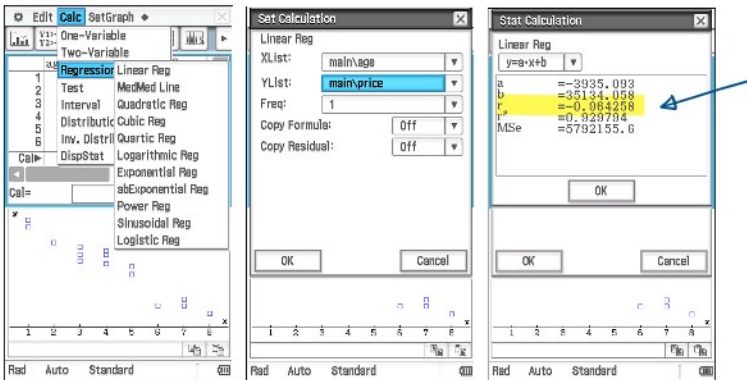 Edit Calc SetGraph
One-Variable
Two-Variable
Regression
Test
Interval
Inv. Distri
DispStat
Linear Reg
MedMed Line
Quadratic Reg
Cubic Reg
Quartic Reg
Logarithmic Reg
Exponential Reg
abExponential Reg
Power Reg
Sinusoidal Reg
Logistic Reg
1
2
3
4
5
6
Cal▶
Cal=
1 2 3 4 5 6 7 8 x
Rad Auto Standard
Set Calculation
Linear Reg
XList: main\age
YList: main\price
Freq: 1
Copy Formula: Off
Copy Residual: Off
OK Cancel
1 2 3 4 5 6 7 8 x
Rad Auto Standard
Stat Calculation
Linear Reg
y=a·x+b
a =-3935.093
b =35134.058
r =-0.964258
r² =0.929794
MSe =5792155.6
OK
OK Cancel
1 2 3 4 5 6 7 8 x
Rad Auto Standard